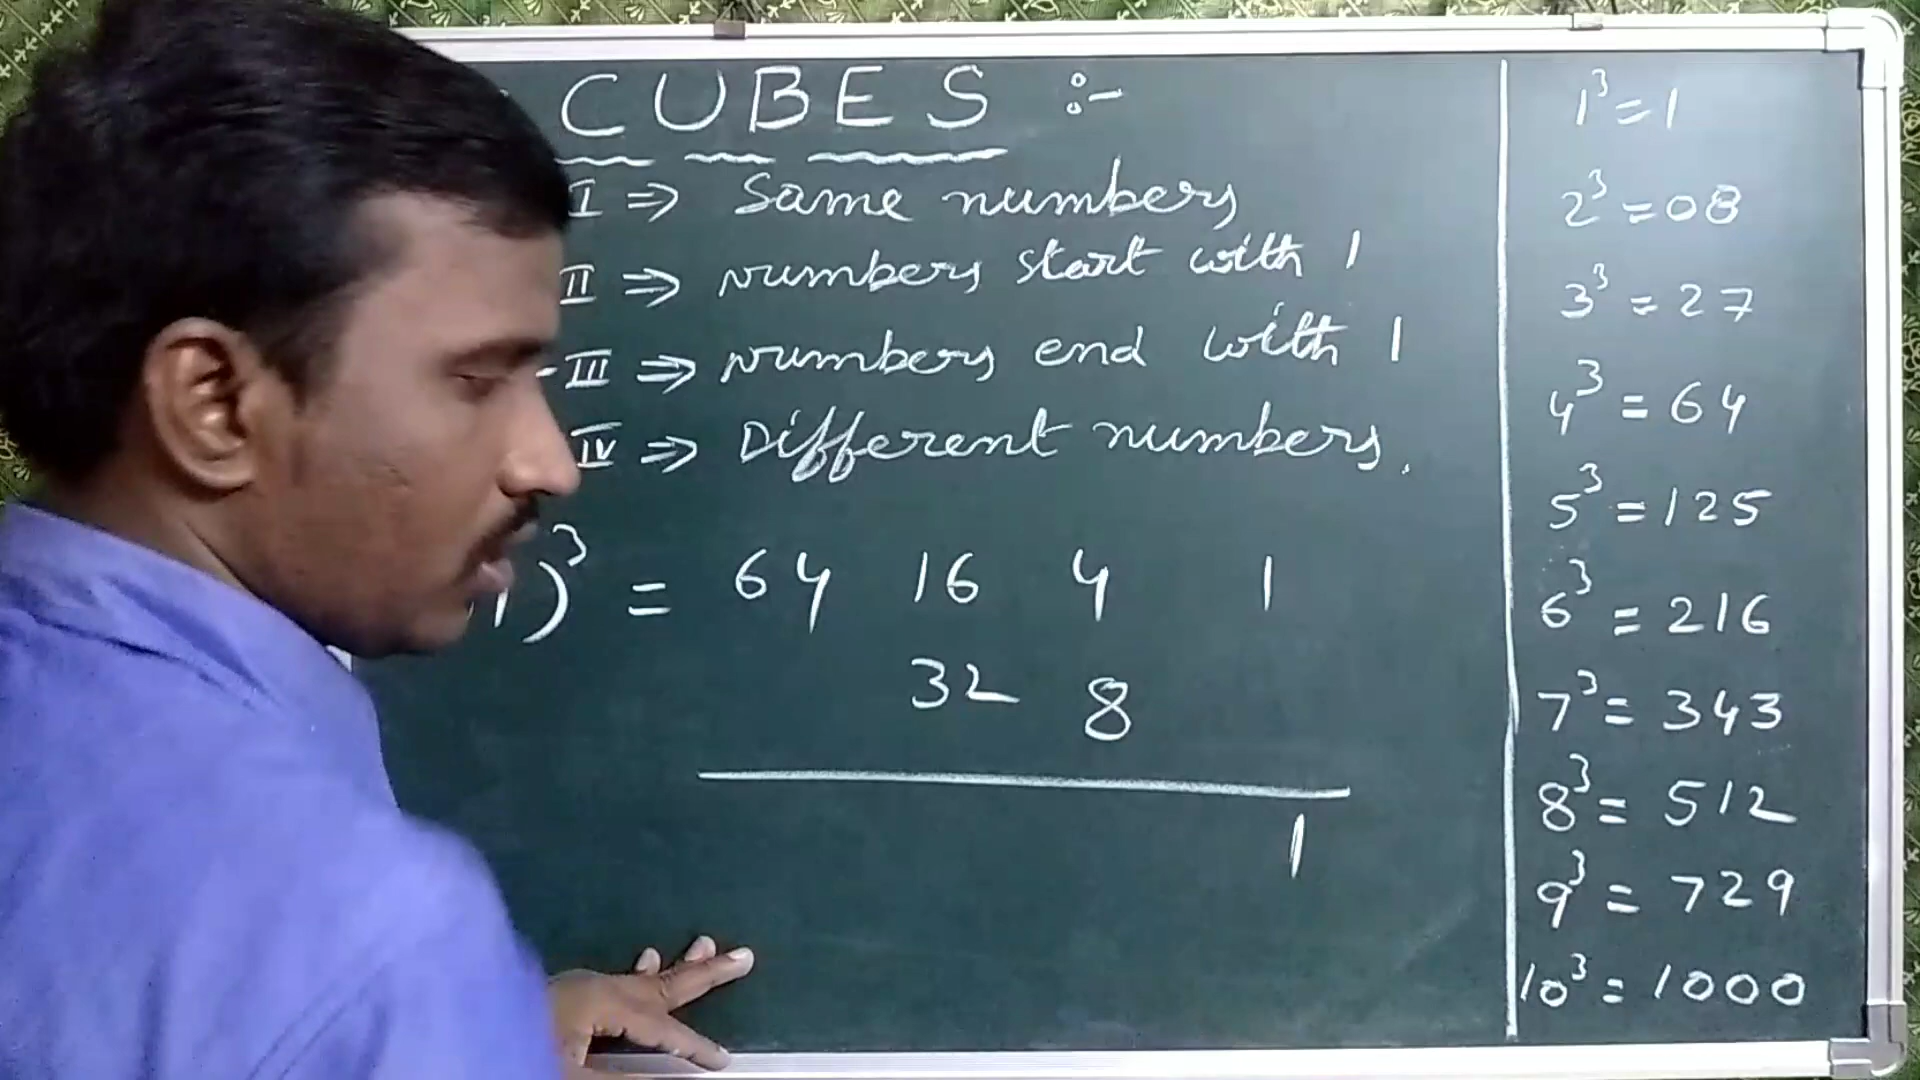 CUBES :-
I ⇒ Same numbers
II ⇒ Numbers start with 1
-III ⇒ Numbers end with 1
IV ⇒ Different numbers.
1)³ = 64 16 4 1
32 8
1
1³ = 1
2³ = 08
3³ = 27
4³ = 64
5³ = 125
6³ = 216
7³ = 343
8³ = 512
9³ = 729
10³ = 1000